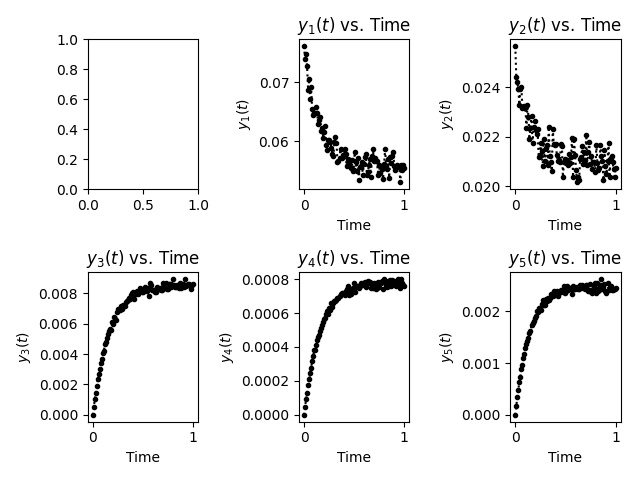 1.0
0.8
0.6
0.4
0.2
0.0
0.0 0.5 1.0
y₁(t) vs. Time
0.07
0.06
y₁(t)
0 1
Time
y₂(t) vs. Time
0.024
0.022
0.020
y₂(t)
0 1
Time
y₃(t) vs. Time
0.008
0.006
0.004
0.002
0.000
y₃(t)
0 1
Time
y₄(t) vs. Time
0.0008
0.0006
0.0004
0.0002
0.0000
y₄(t)
0 1
Time
y₅(t) vs. Time
0.002
0.001
0.000
y₅(t)
0 1
Time